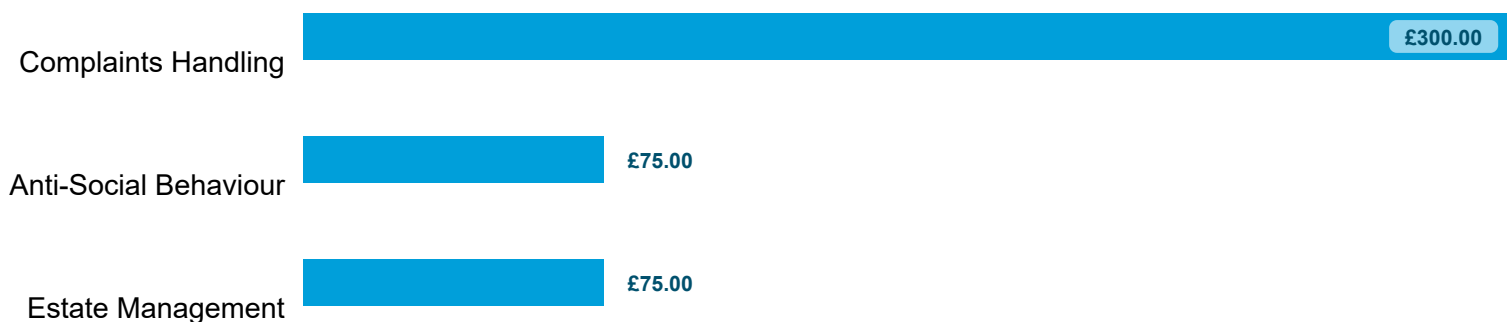 £300.00
Complaints Handling
£75.00
Anti-Social Behaviour
£75.00
Estate Management